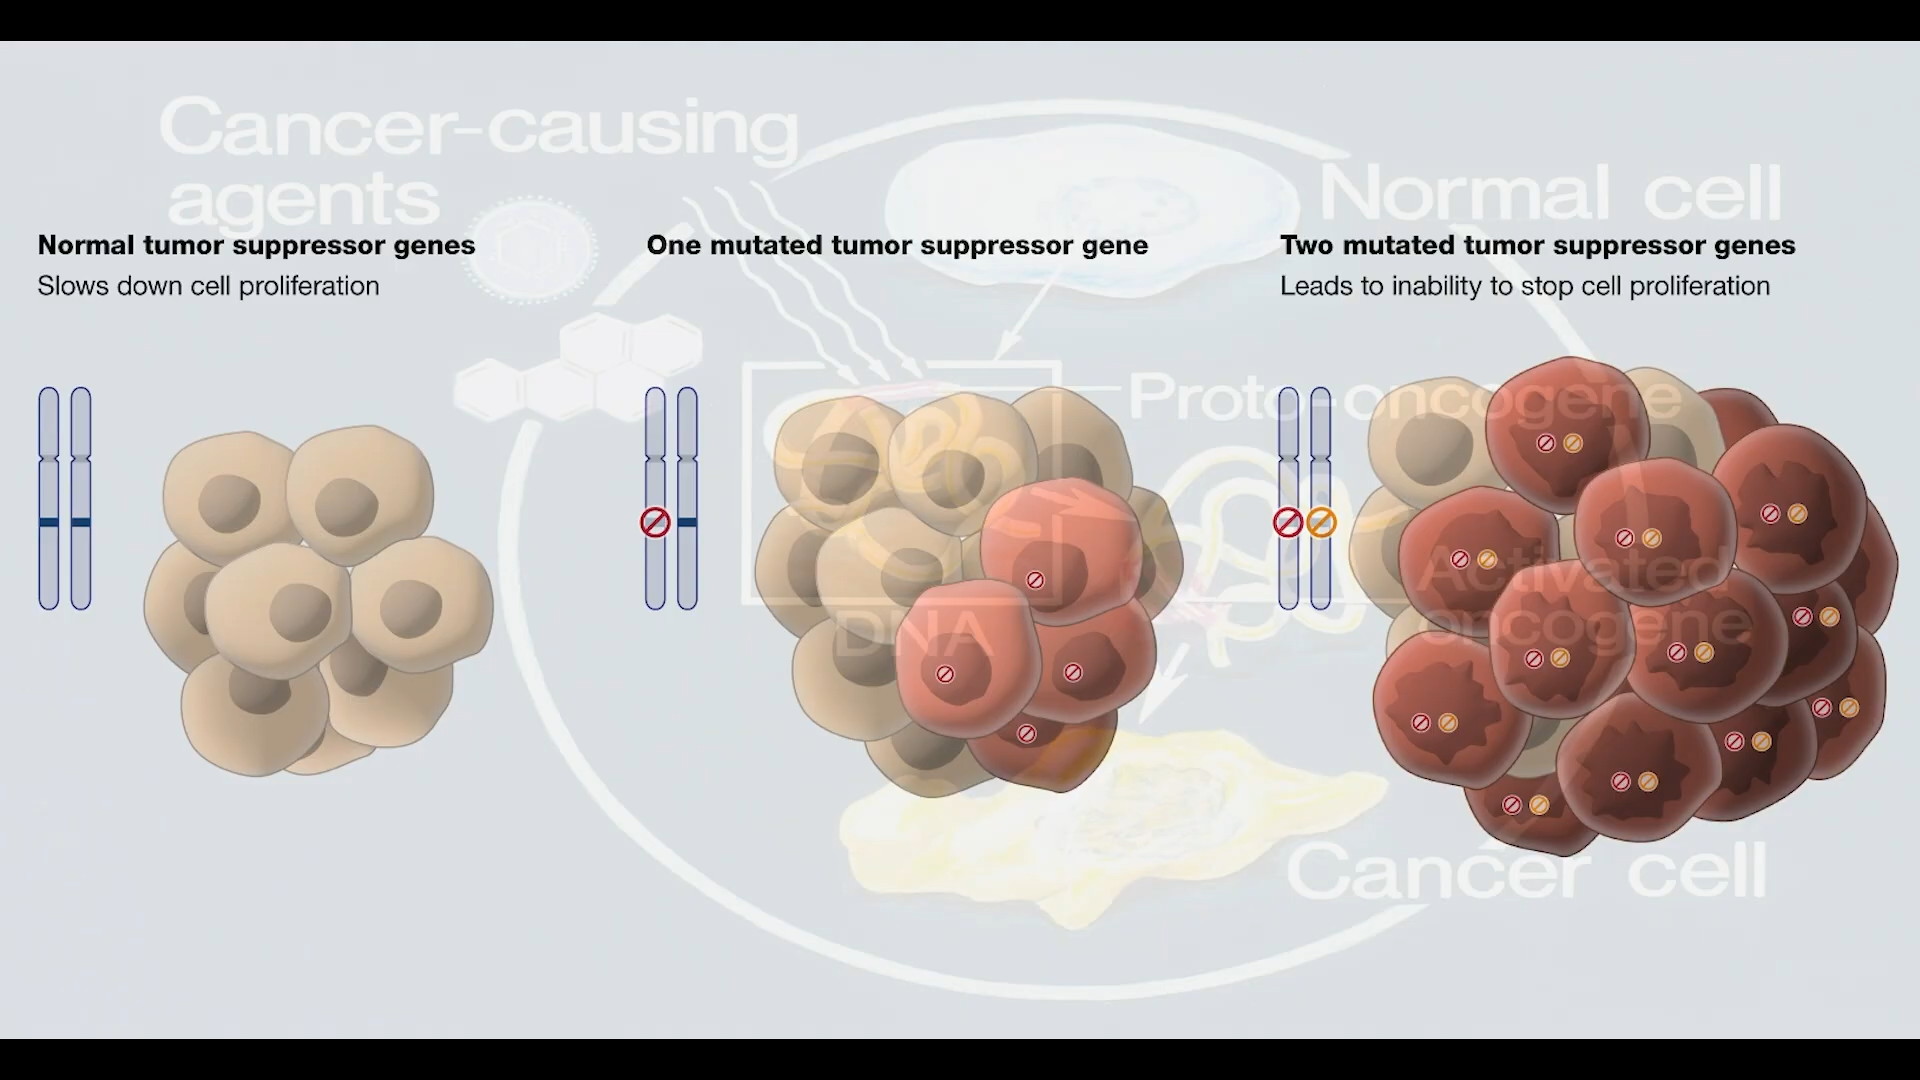 Cancer-causing
agents
Normal cell
Normal tumor suppressor genes
Slows down cell proliferation
One mutated tumor suppressor gene
Two mutated tumor suppressor genes
Leads to inability to stop cell proliferation
Proto-oncogene
Activated
oncogene
DNA
Cancer cell